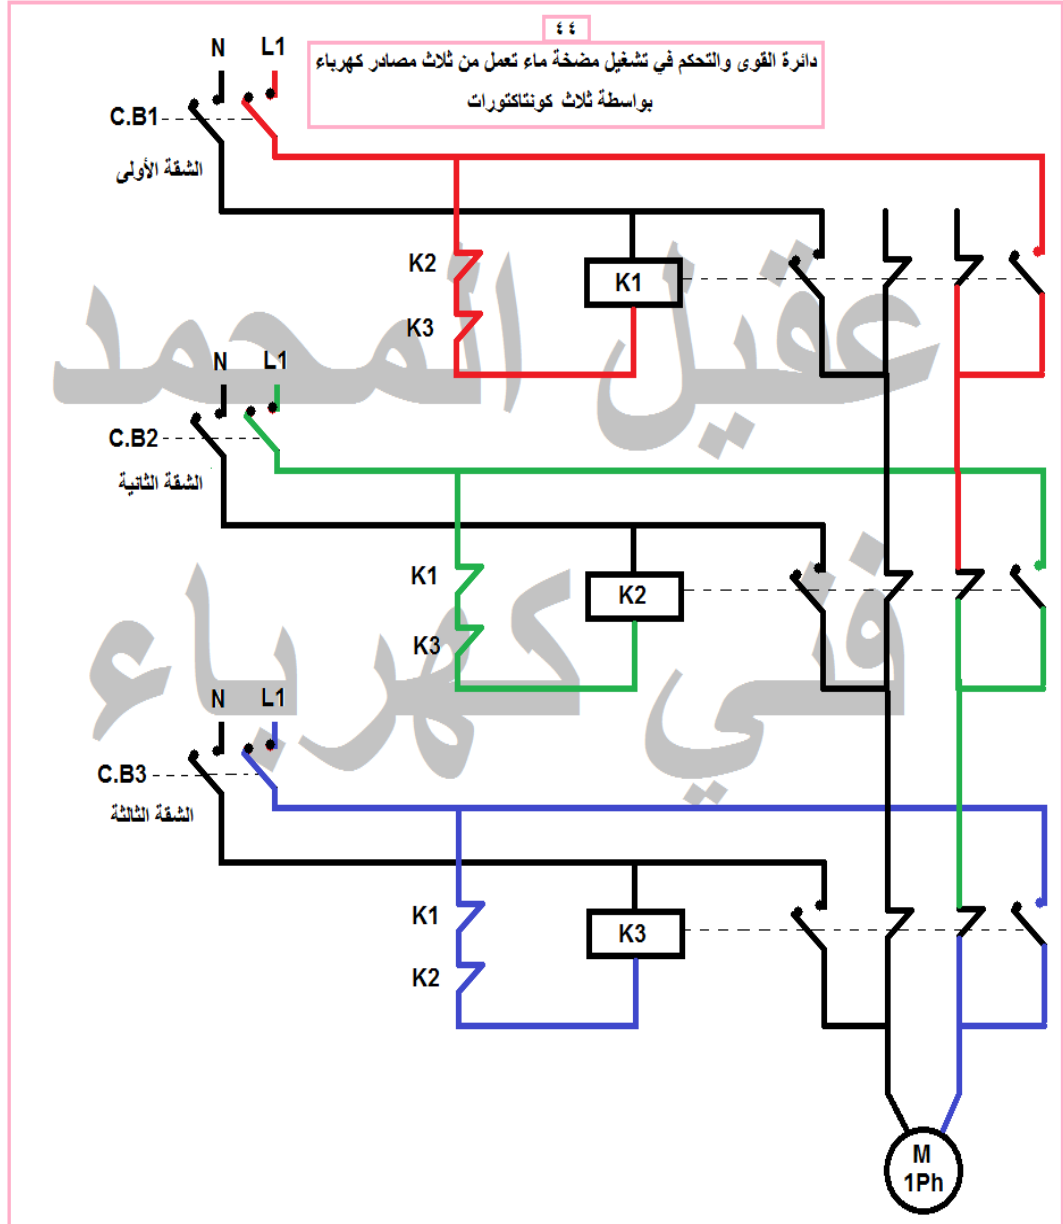 ٤٤
دائرة القوى والتحكم في تشغيل مضخة ماء تعمل من ثلاث مصادر كهرباء
بواسطة ثلاث كونتاكتورات
N L1
C.B1
الشقة الأولى
K2
K1
K3
عقيل المحمد
N L1
C.B2
الشقة الثانية
K1
K2
K3
فني كهرباء
N L1
C.B3
الشقة الثالثة
K1
K3
K2
M
1Ph